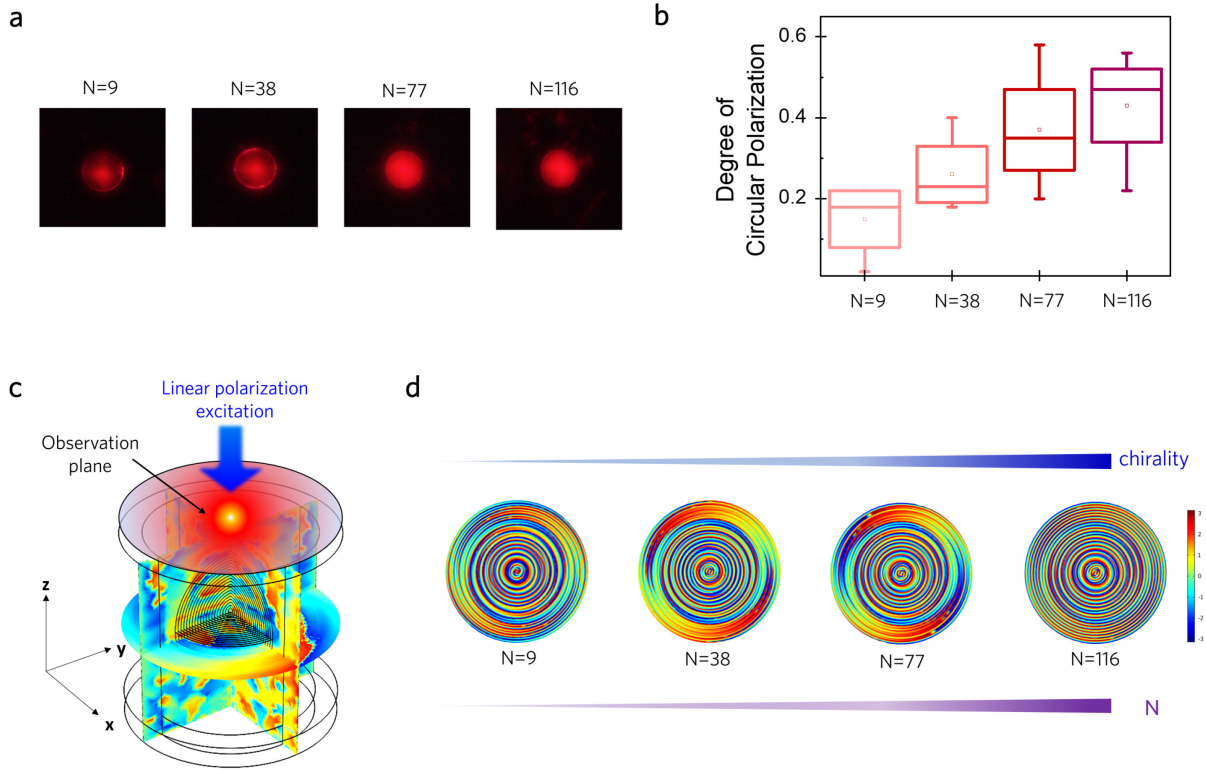 a
N=9
N=38
N=77
N=116
b
Degree of
Circular Polarization
0.6
0.4
0.2
N=9
N=38
N=77
N=116
c
Linear polarization
excitation
Observation
plane
z
y
x
d
chirality
N=9
N=38
N=77
N=116
3
2
1
0
-1
-2
-3
N